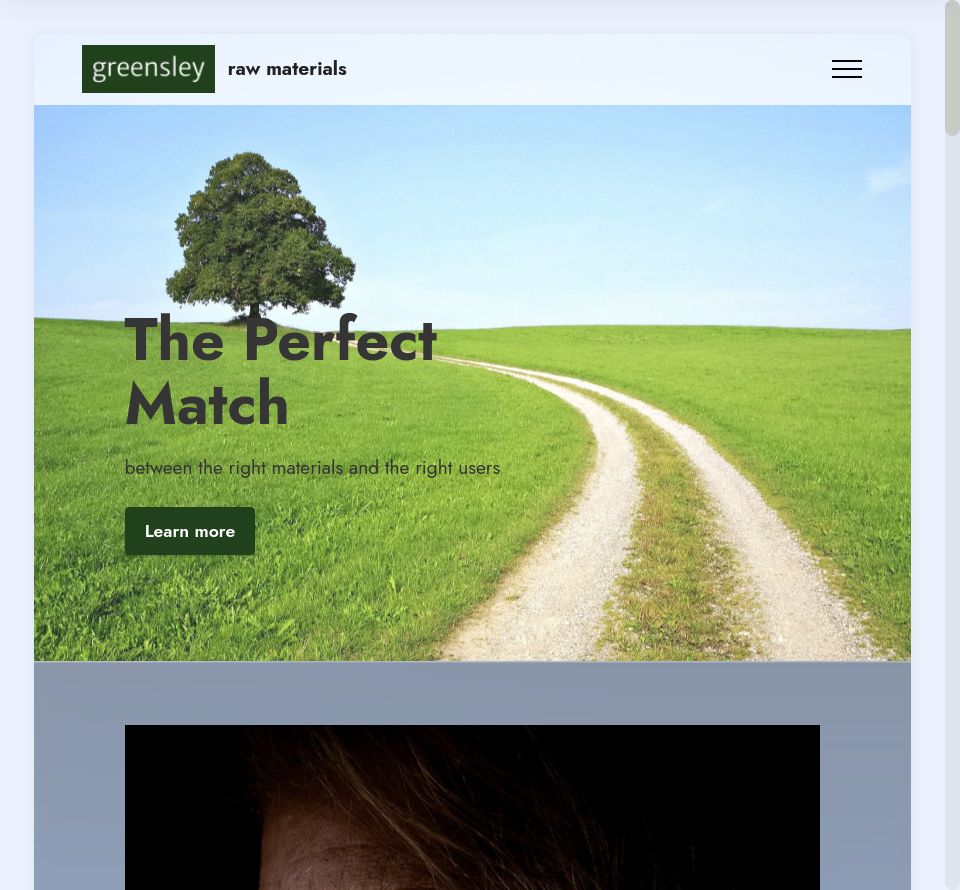 greensley raw materials
The Perfect
Match
between the right materials and the right users
Learn more